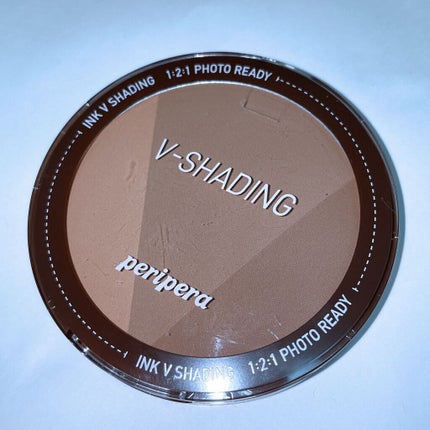 INK V SHADING 1:2:1 PHOTO READY
V-SHADING
peripera
INK V SHADING 1:2:1 PHOTO READY